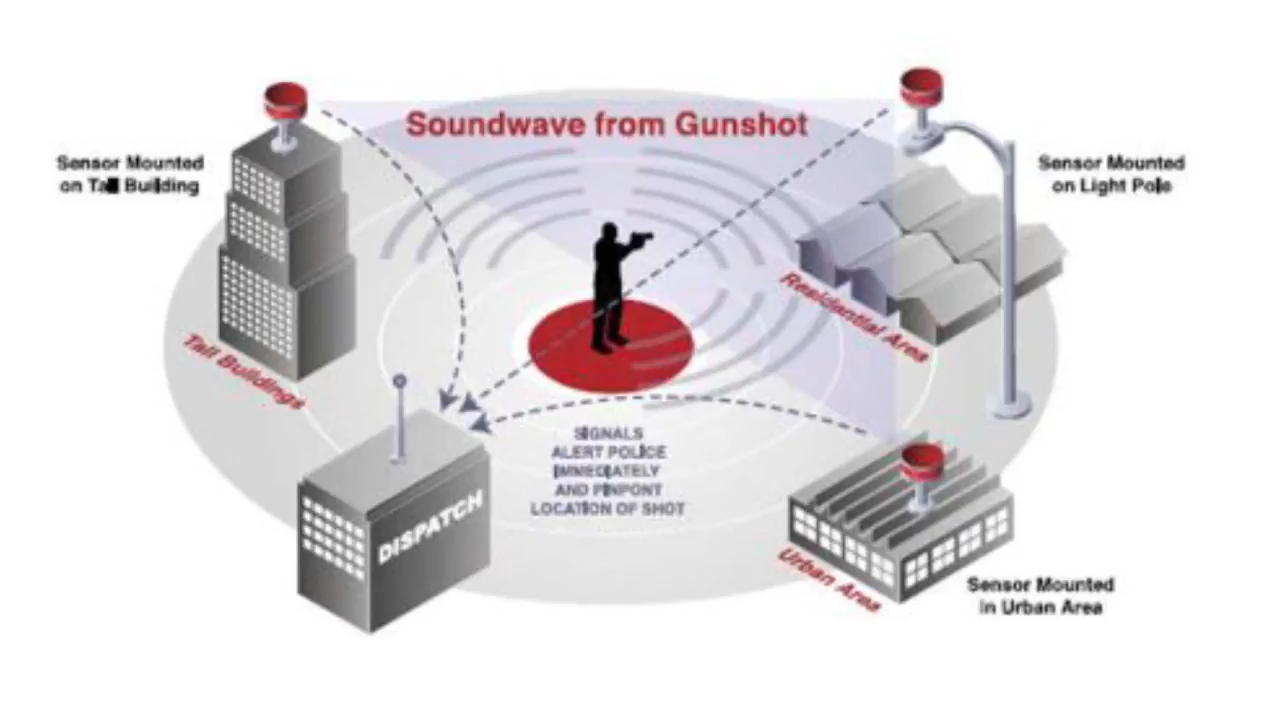 Soundwave from Gunshot
Sensor Mounted
on Tall Building
Sensor Mounted
on Light Pole
Residential Area
Tall Buildings
SIGNALS
ALERT POLICE
IMMEDIATELY
AND PINPONT
LOCATION OF SHOT
DISPATCH
Urban Area
Sensor Mounted
in Urban Area